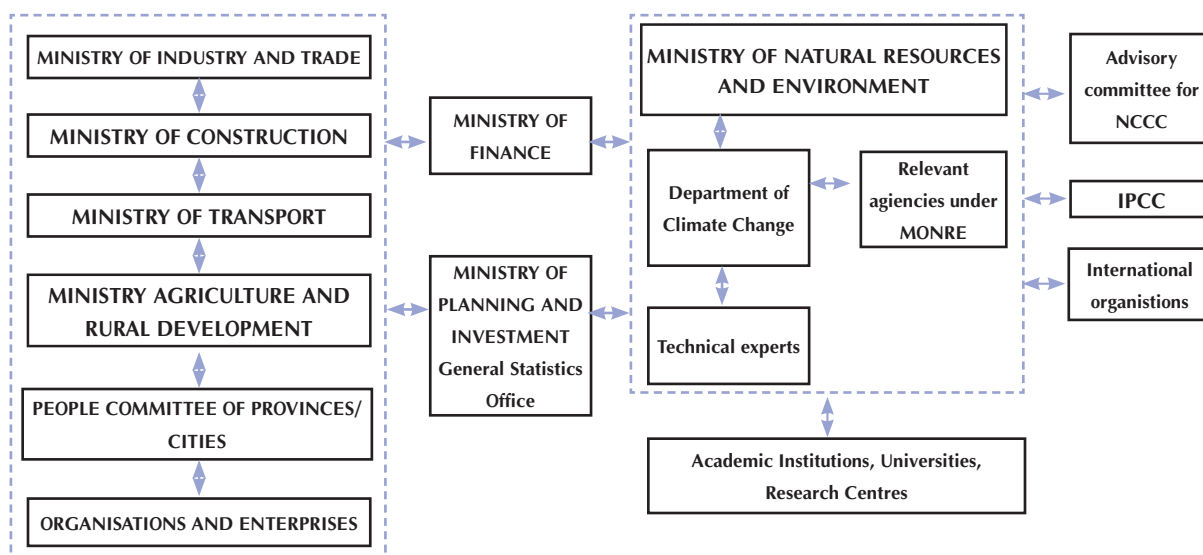 MINISTRY OF INDUSTRY AND TRADE
MINISTRY OF CONSTRUCTION
MINISTRY OF TRANSPORT
MINISTRY AGRICULTURE AND
RURAL DEVELOPMENT
PEOPLE COMMITTEE OF PROVINCES/
CITIES
ORGANISATIONS AND ENTERPRISES
MINISTRY OF
FINANCE
MINISTRY OF
PLANNING AND
INVESTMENT
General Statistics
Office
MINISTRY OF NATURAL RESOURCES
AND ENVIRONMENT
Department of
Climate Change
Relevant
agiencies under
MONRE
Technical experts
Academic Institutions, Universities,
Research Centres
Advisory
committee for
NCCC
IPCC
International
organistions